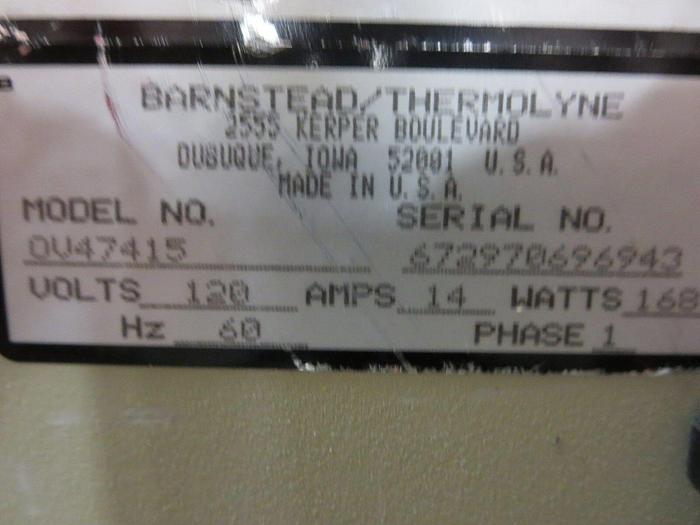 BARNSTEAD/THERMOLYNE
2555 KERPER BOULEVARD
DUBUQUE, IOWA 52001 U.S.A.
MADE IN U.S.A.
MODEL NO. SERIAL NO.
OV47415 672970696943
VOLTS 120 AMPS 14 WATTS 168
Hz 60 PHASE 1